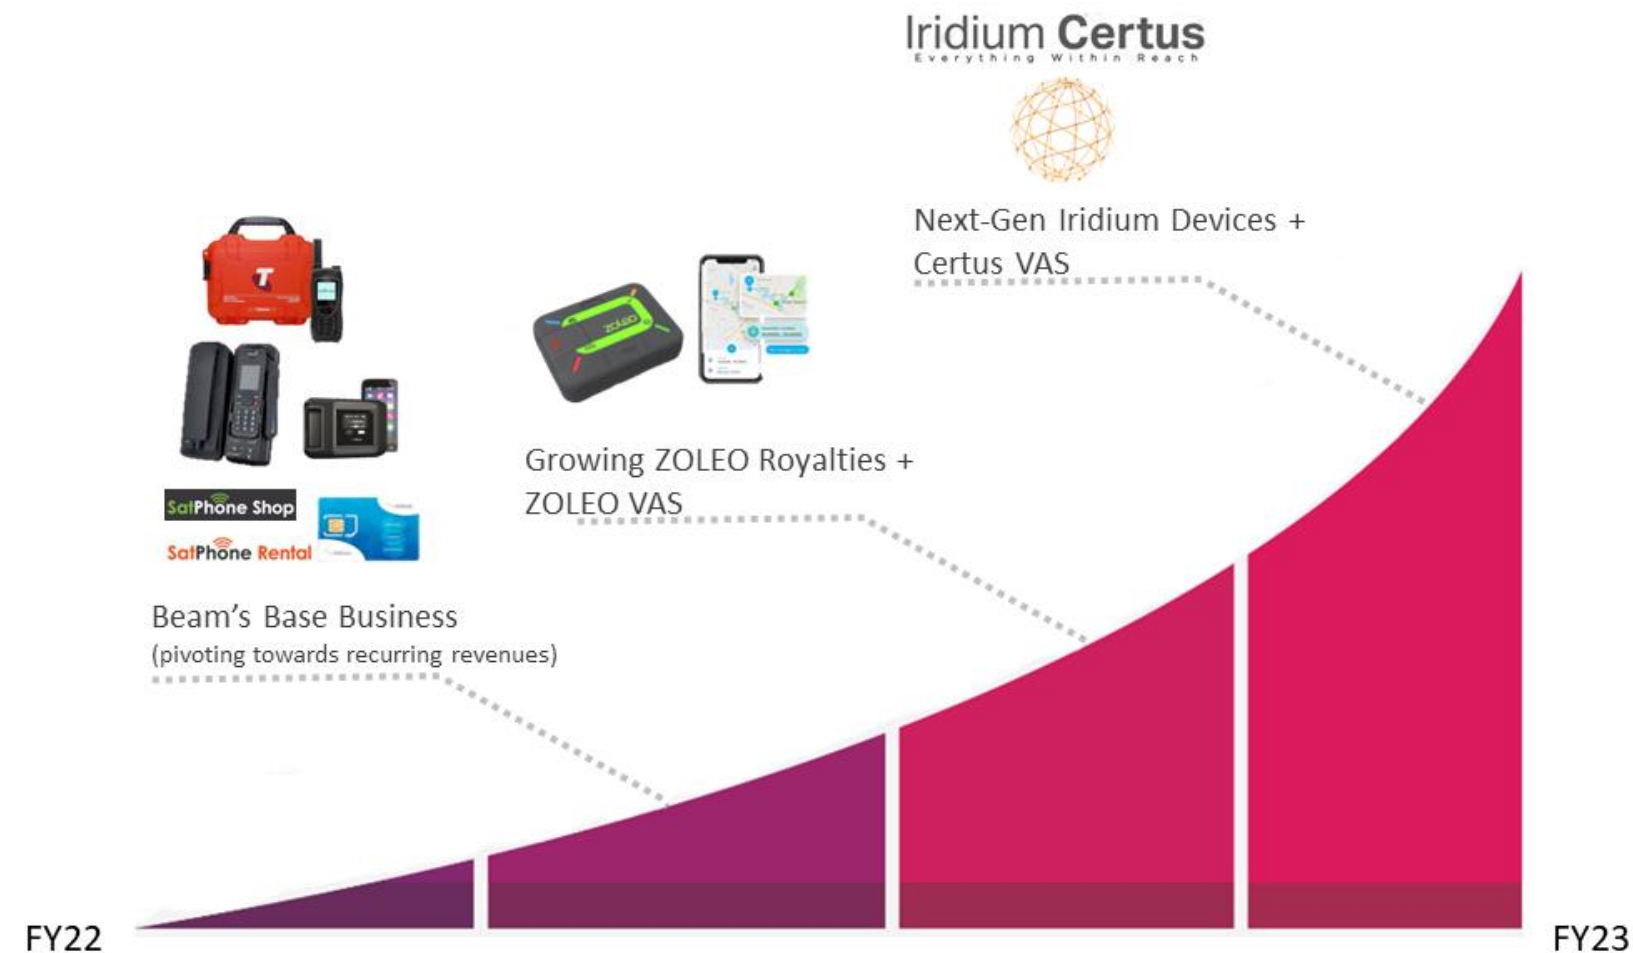 Iridium Certus
Everything Within Reach
Next-Gen Iridium Devices +
Certus VAS
T
ZOLEO
Growing ZOLEO Royalties +
ZOLEO VAS
SatPhone Shop
SatPhone Rental
Beam's Base Business
(pivoting towards recurring revenues)
FY22
FY23